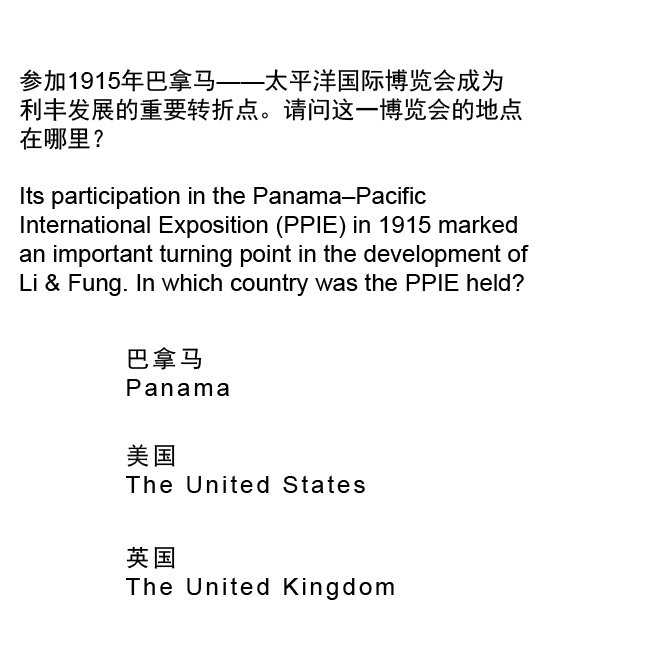 参加1915年巴拿马——太平洋国际博览会成为
利丰发展的重要转折点。请问这一博览会的地点
在哪里？
Its participation in the Panama–Pacific
International Exposition (PPIE) in 1915 marked
an important turning point in the development of
Li & Fung. In which country was the PPIE held?
巴拿马
Panama
美国
The United States
英国
The United Kingdom